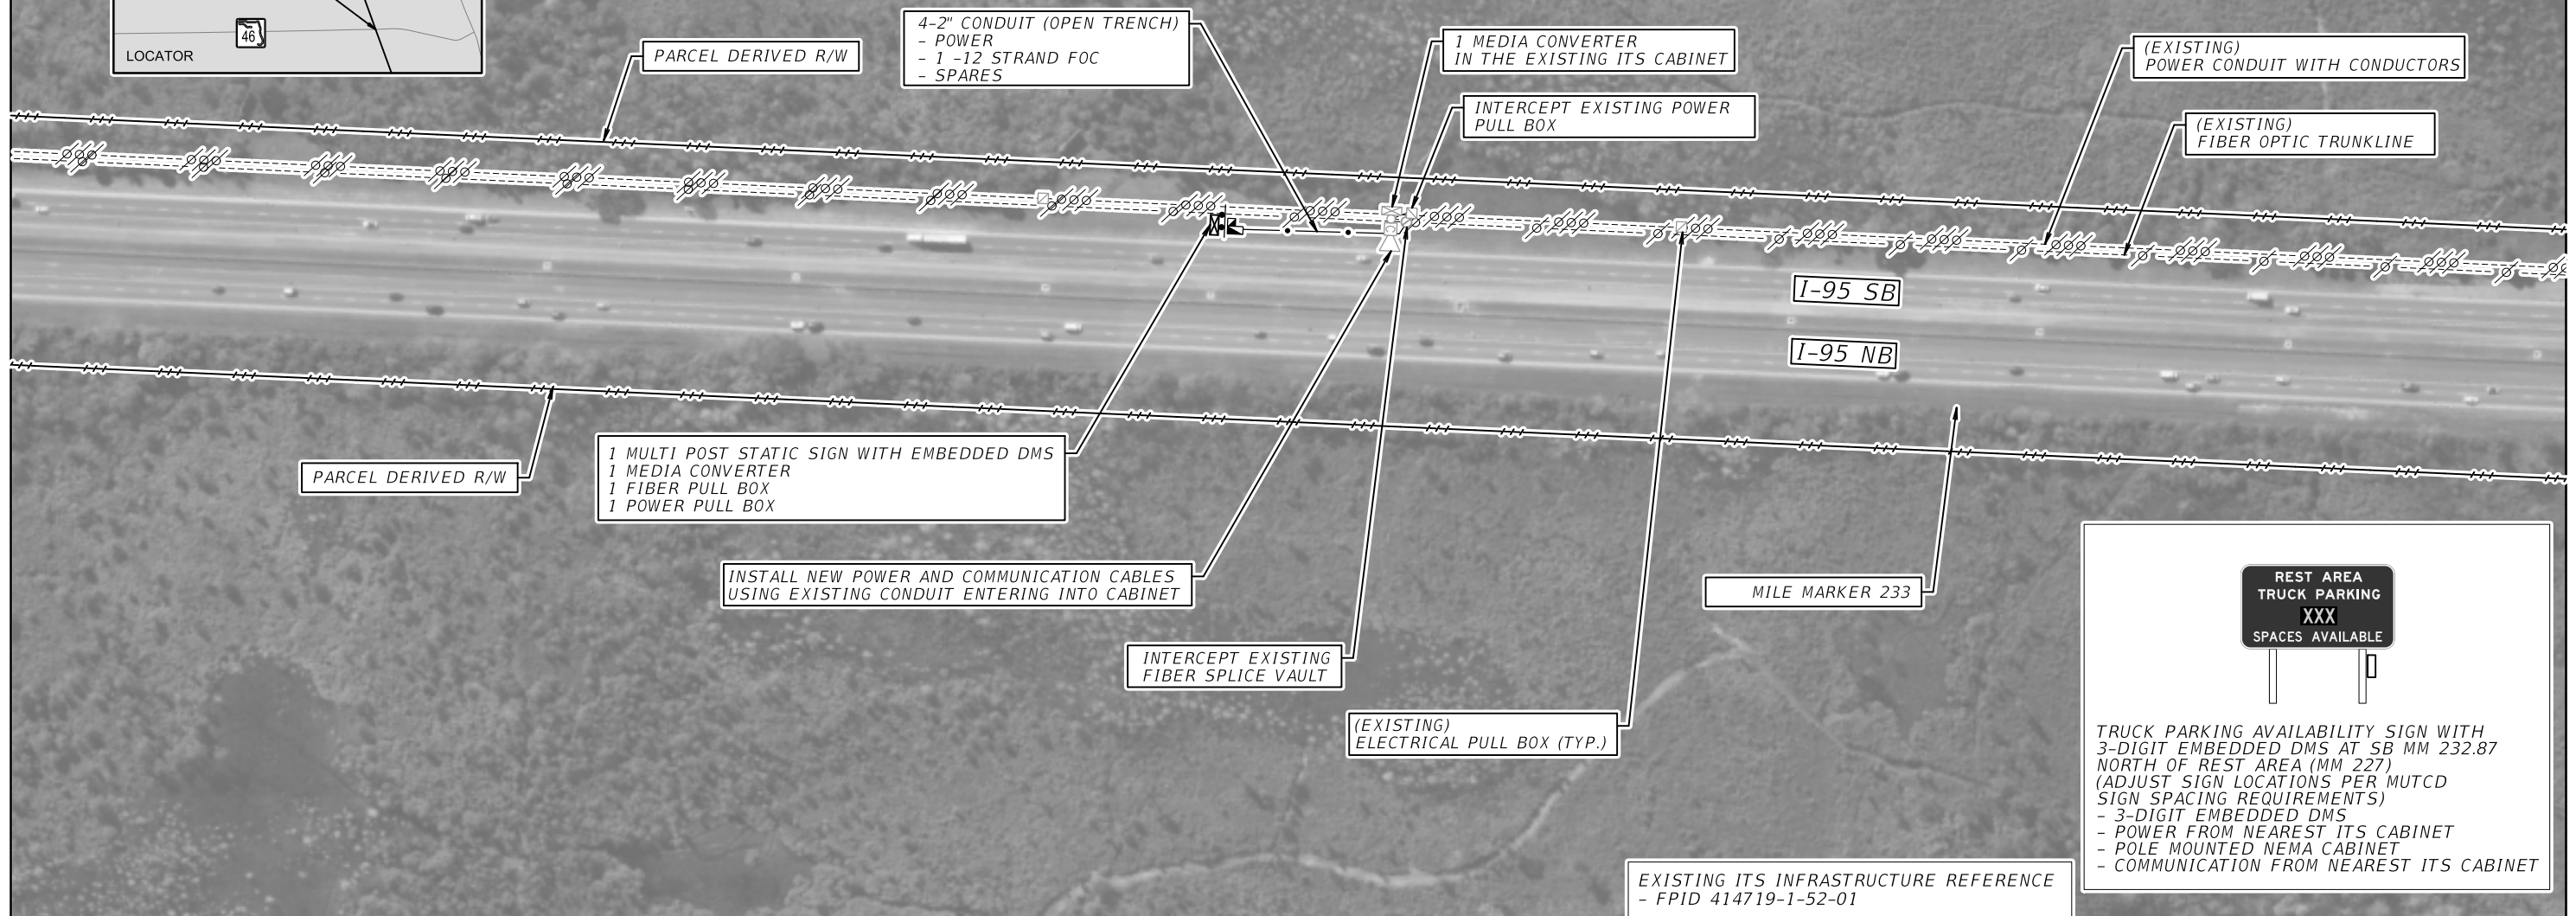 46
LOCATOR
PARCEL DERIVED R/W
4-2" CONDUIT (OPEN TRENCH)
- POWER
- 1 -12 STRAND FOC
- SPARES
1 MEDIA CONVERTER
IN THE EXISTING ITS CABINET
INTERCEPT EXISTING POWER
PULL BOX
(EXISTING)
POWER CONDUIT WITH CONDUCTORS
(EXISTING)
FIBER OPTIC TRUNKLINE
I-95 SB
I-95 NB
PARCEL DERIVED R/W
1 MULTI POST STATIC SIGN WITH EMBEDDED DMS
1 MEDIA CONVERTER
1 FIBER PULL BOX
1 POWER PULL BOX
INSTALL NEW POWER AND COMMUNICATION CABLES
USING EXISTING CONDUIT ENTERING INTO CABINET
INTERCEPT EXISTING
FIBER SPLICE VAULT
(EXISTING)
ELECTRICAL PULL BOX (TYP.)
MILE MARKER 233
REST AREA
TRUCK PARKING
XXX
SPACES AVAILABLE
TRUCK PARKING AVAILABILITY SIGN WITH
3-DIGIT EMBEDDED DMS AT SB MM 232.87
NORTH OF REST AREA (MM 227)
(ADJUST SIGN LOCATIONS PER MUTCD
SIGN SPACING REQUIREMENTS)
- 3-DIGIT EMBEDDED DMS
- POWER FROM NEAREST ITS CABINET
- POLE MOUNTED NEMA CABINET
- COMMUNICATION FROM NEAREST ITS CABINET
EXISTING ITS INFRASTRUCTURE REFERENCE
- FPID 414719-1-52-01